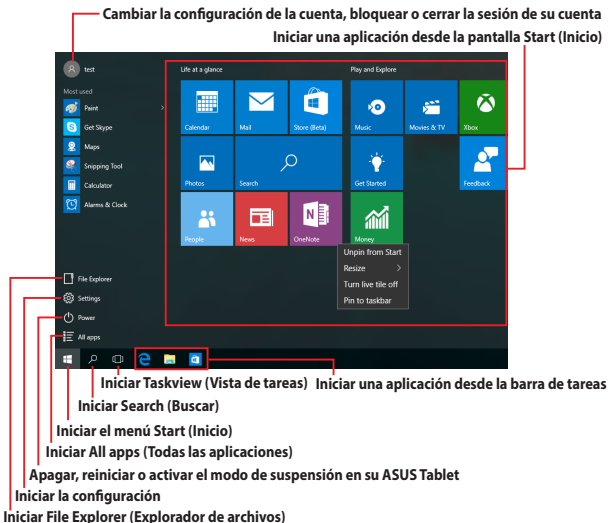 Cambiar la configuración de la cuenta, bloquear o cerrar la sesión de su cuenta
Iniciar una aplicación desde la pantalla Start (Inicio)
test
Life at a glance
Play and Explore
Most used
Paint
Get Skype
Maps
Snipping Tool
Calculator
Alarms & Clock
Calendar
Mail
Store (Beta)
Music
Movies & TV
Xbox
Photos
Search
Get Started
Feedback
People
News
OneNote
Money
Unpin from Start
Resize
Turn live tile off
Pin to taskbar
File Explorer
Settings
Power
All apps
Iniciar Taskview (Vista de tareas)
Iniciar una aplicación desde la barra de tareas
Iniciar Search (Buscar)
Iniciar el menú Start (Inicio)
Iniciar All apps (Todas las aplicaciones)
Apagar, reiniciar o activar el modo de suspensión en su ASUS Tablet
Iniciar la configuración
Iniciar File Explorer (Explorador de archivos)